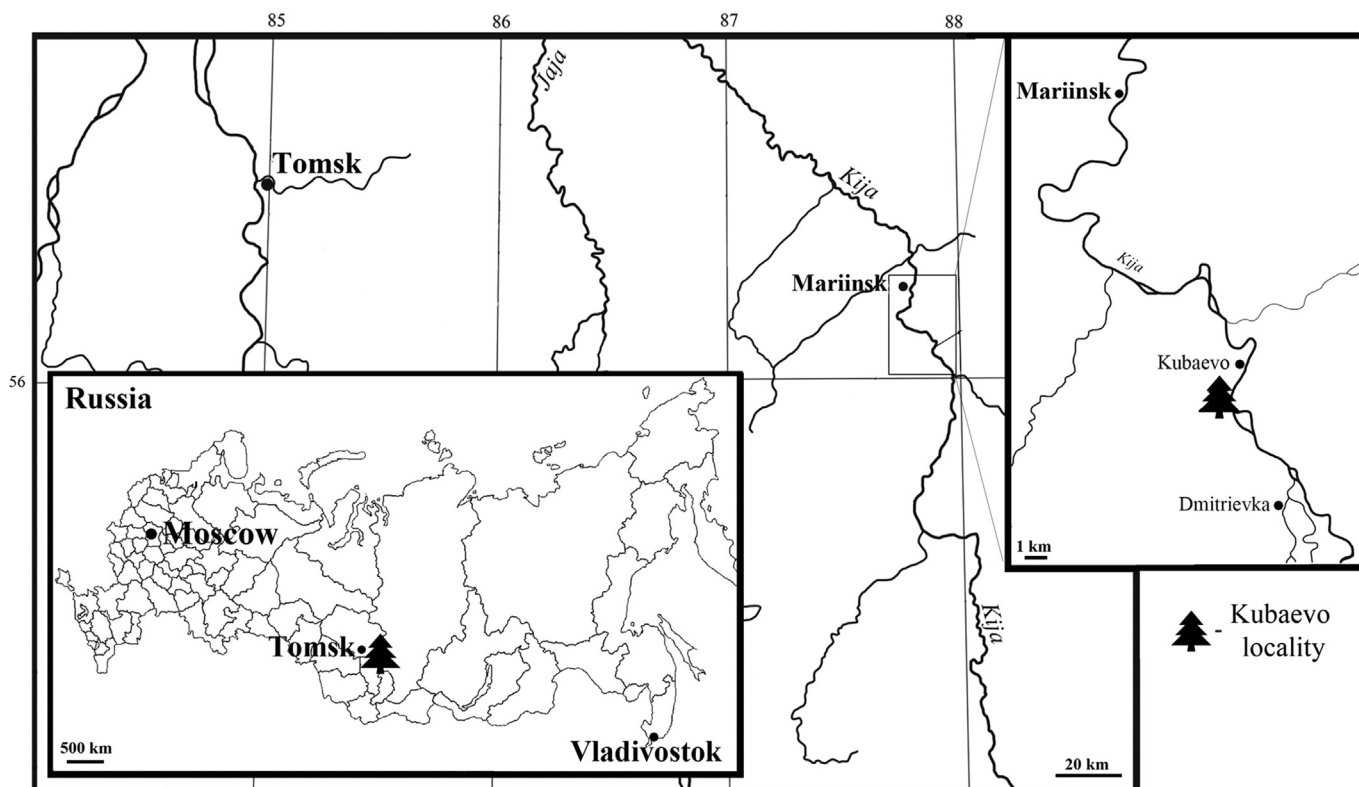 85
86
87
88
Jaja
Tomsk
Kija
Mariinsk
56
Kija
20 km
Mariinsk
Kija
Kubaevo
Dmitrievka
1 km
Russia
Moscow
Tomsk
Vladivostok
500 km
- Kubaevo
locality